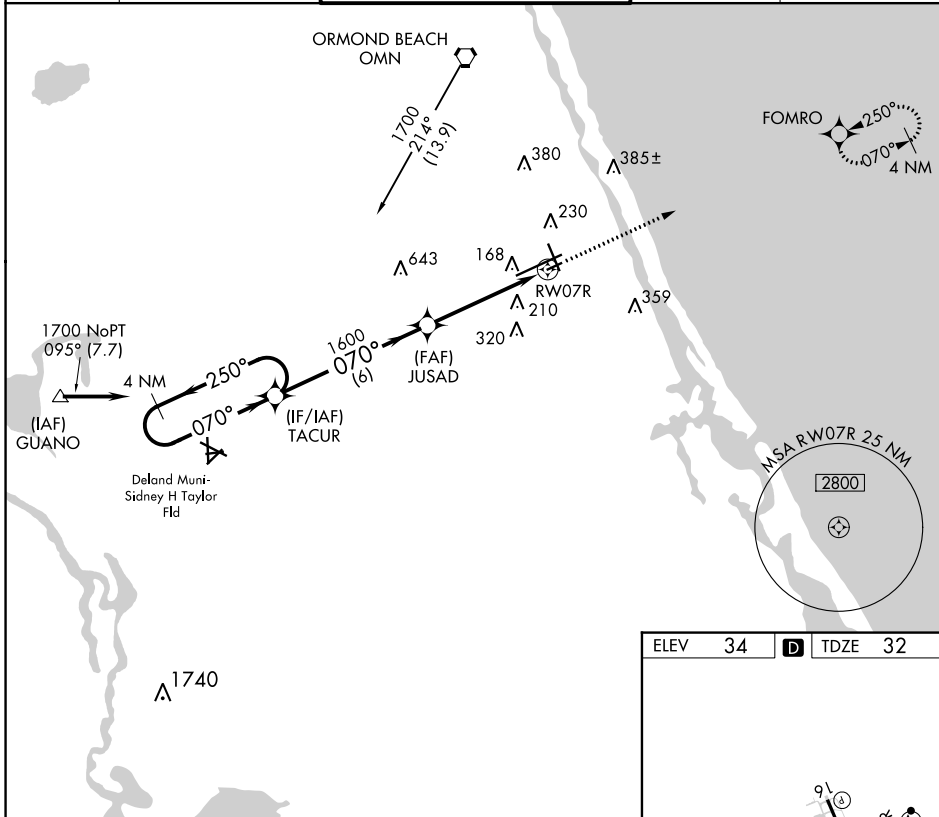 ORMOND BEACH
OMN
1700
214°
(13.9)
FOMRO
250°
070°
4 NM
380
385±
230
643
168
RW07R
210
320
359
1700 NoPT
095° (7.7)
4 NM
250°
070°
1600
070°
(6)
(FAF)
JUSAD
(IAF)
GUANO
(IF/IAF)
TACUR
Deland Muni-
Sidney H Taylor
Fld
MSA RW07R 25 NM
2800
1740
ELEV 34 D TDZE 32
16
P